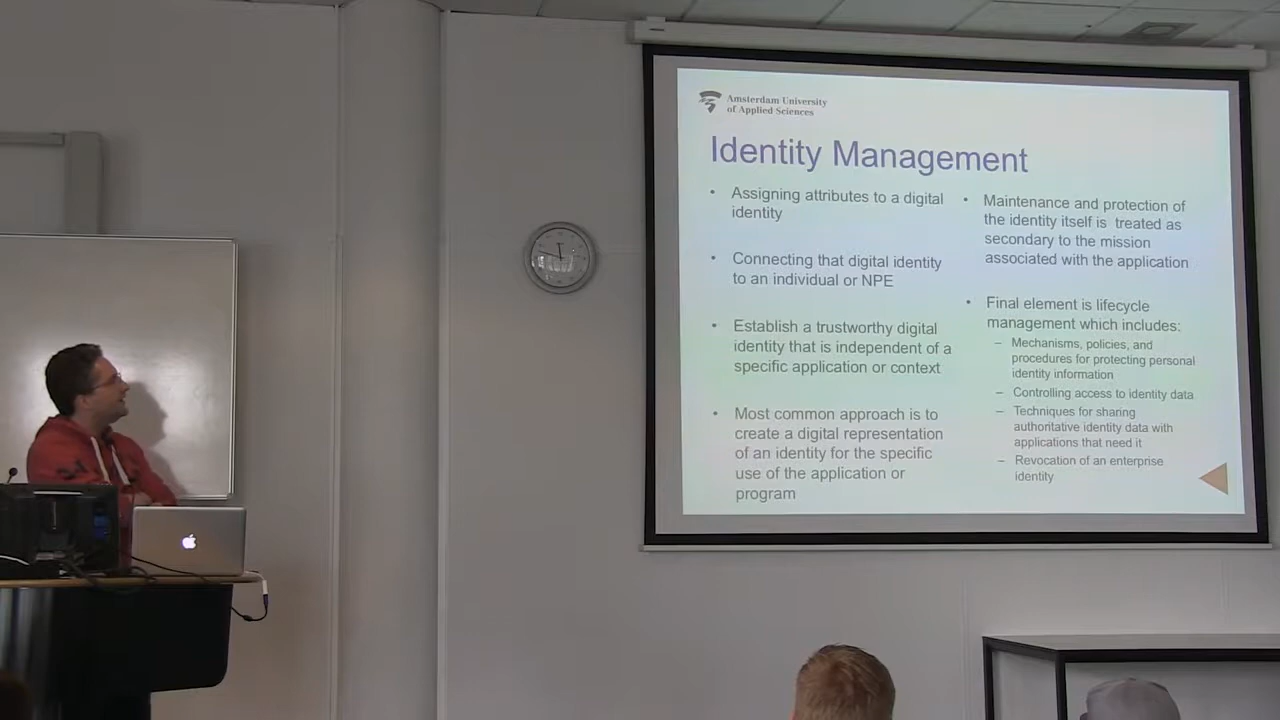 Amsterdam University
of Applied Sciences
Identity Management
• Assigning attributes to a digital
identity
• Connecting that digital identity
to an individual or NPE
• Establish a trustworthy digital
identity that is independent of a
specific application or context
• Most common approach is to
create a digital representation
of an identity for the specific
use of the application or
program
• Maintenance and protection of
the identity itself is treated as
secondary to the mission
associated with the application
• Final element is lifecycle
management which includes:
– Mechanisms, policies, and
procedures for protecting personal
identity information
– Controlling access to identity data
– Techniques for sharing
authoritative identity data with
applications that need it
– Revocation of an enterprise
identity